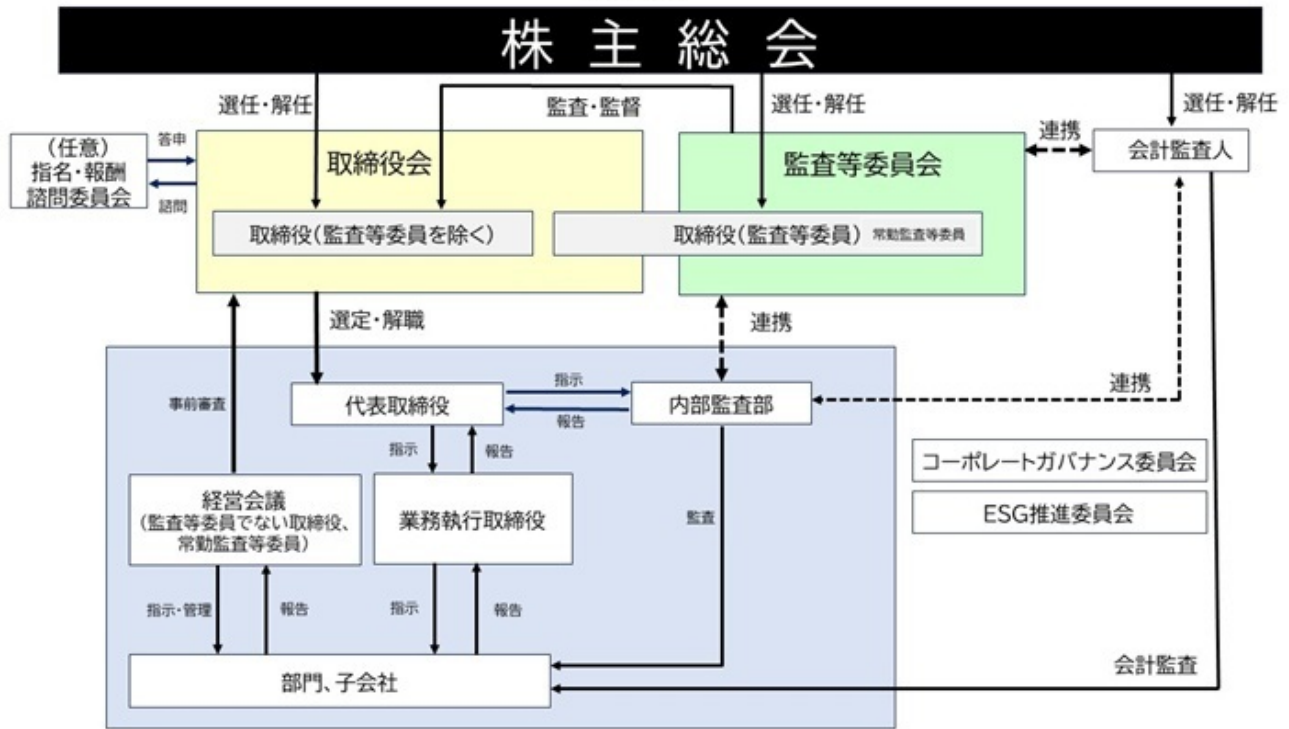 株主総会
選任・解任
監査・監督
選任・解任
選任・解任
(任意)
指名・報酬
諮問委員会
答申
諮問
取締役会
監査等委員会
連携
会計監査人
取締役(監査等委員を除く)
取締役(監査等委員) 常勤監査等委員
選定・解職
連携
事前審査
代表取締役
指示
報告
内部監査部
連携
指示
報告
コーポレートガバナンス委員会
ESG推進委員会
経営会議
(監査等委員でない取締役、
常勤監査等委員)
業務執行取締役
監査
指示・管理
報告
指示
報告
部門、子会社
会計監査